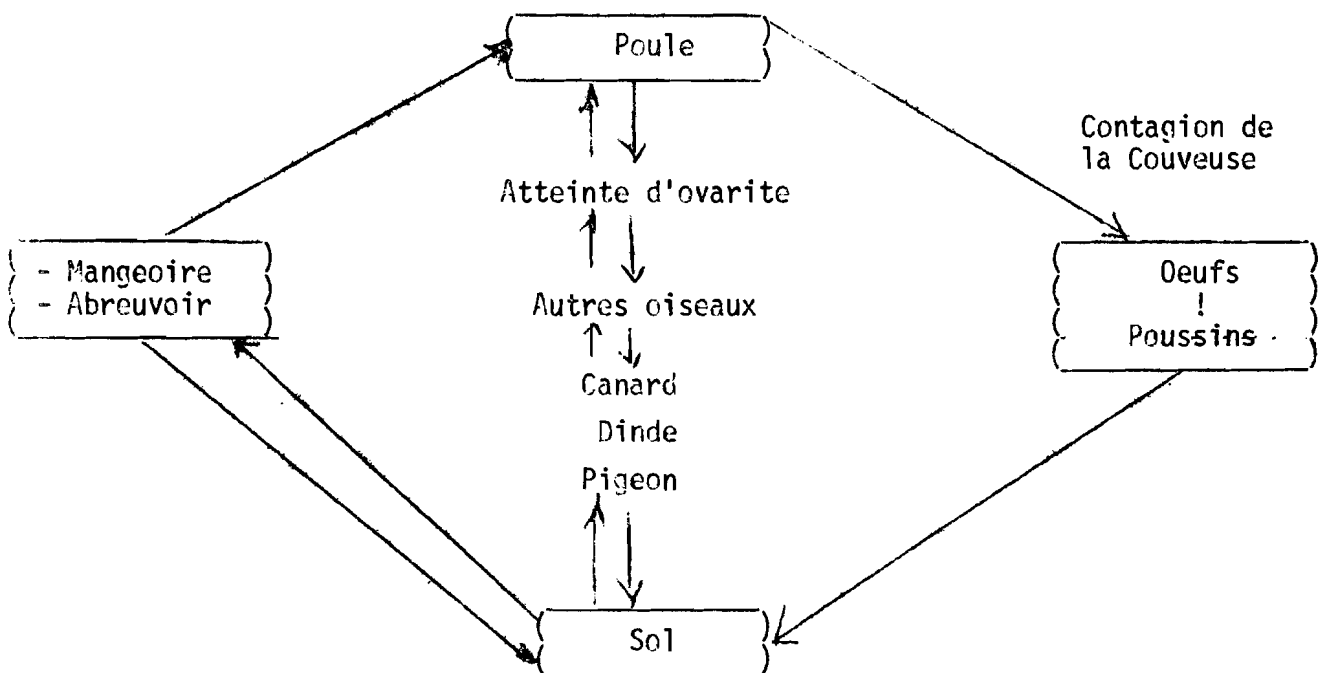 Poule
Contagion de
la Couveuse
Atteinte d'ovarite
- Mangeoire
- Abreuvoir
Oeufs
!
Poussins
Autres oiseaux
Canard
Dinde
Pigeon
Sol